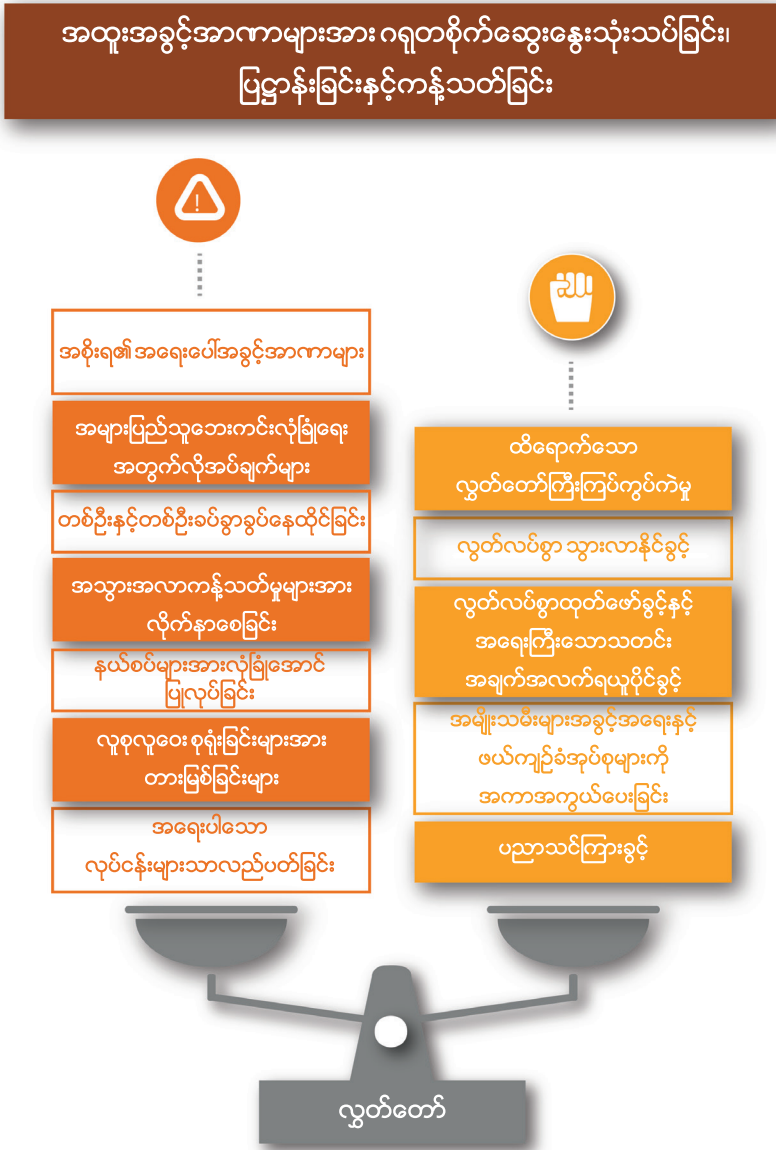 အထူးအခွင့်အာဏာများအား ဂရုတစိုက်ဆွေးနွေးသုံးသပ်ခြင်း၊
ပြဋ္ဌာန်းခြင်းနှင့်ကန့်သတ်ခြင်း
အစိုးရ၏ အရေးပေါ်အခွင့်အာဏာများ
အများပြည်သူဘေးကင်းလုံခြုံရေး
အတွက်လိုအပ်ချက်များ
တစ်ဦးနှင့်တစ်ဦးခပ်ခွာခွပ်နေထိုင်ခြင်း
အသွားအလာကန့်သတ်မှုများအား
လိုက်နာစေခြင်း
နယ်စပ်များအားလုံခြုံအောင်
ပြုလုပ်ခြင်း
လူစုလူဝေး စုရုံးခြင်းများအား
တားမြစ်ခြင်းများ
အရေးပါသော
လုပ်ငန်းများသာလည်ပတ်ခြင်း
ထိရောက်သော
လွှတ်တော်ကြီးကြပ်ကွပ်ကဲမှု
လွတ်လပ်စွာ သွားလာနိုင်ခွင့်
လွတ်လပ်စွာထုတ်ဖော်ခွင့်နှင့်
အရေးကြီးသောသတင်း
အချက်အလက်ရယူပိုင်ခွင့်
အမျိုးသမီးများအခွင့်အရေးနှင့်
ဖယ်ကျဉ်ခံအုပ်စုများကို
အကာအကွယ်ပေးခြင်း
ပညာသင်ကြားခွင့်
လွှတ်တော်